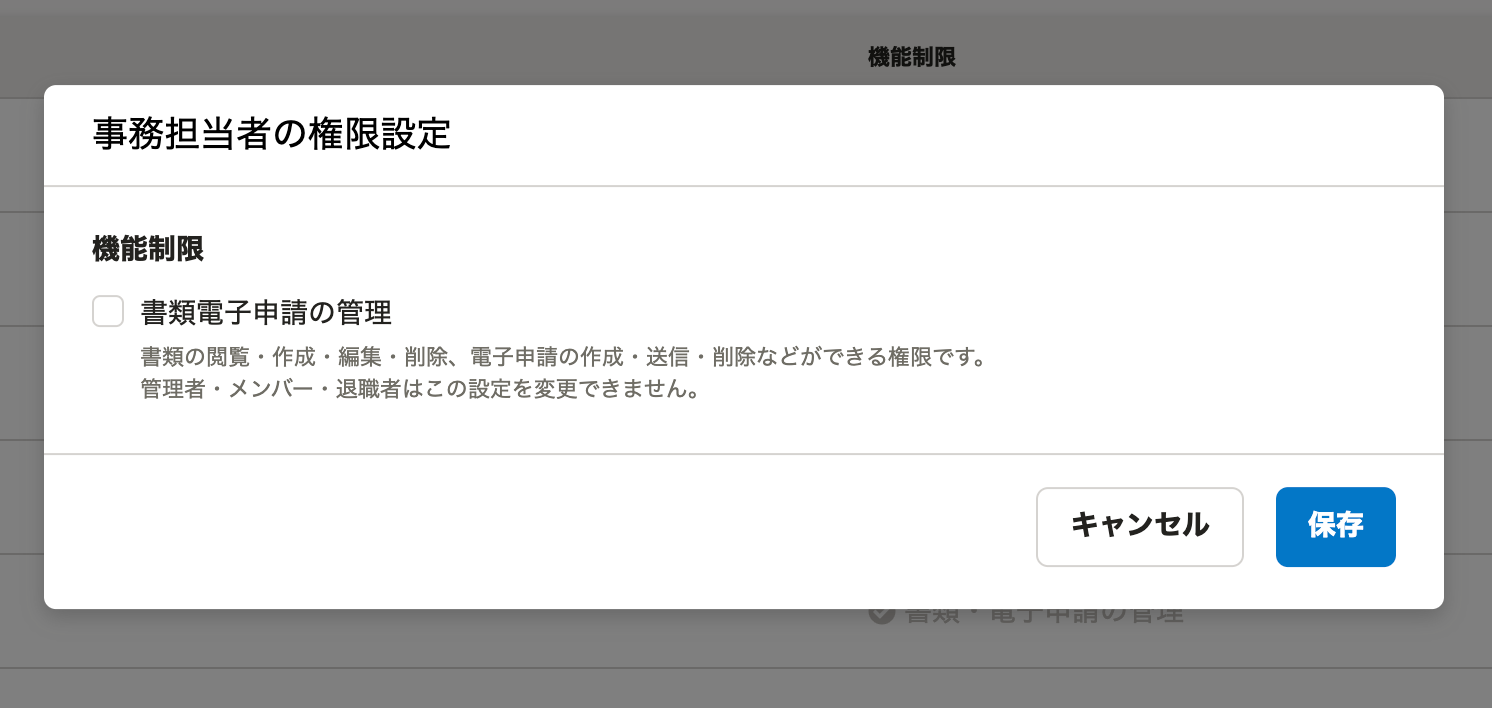 機能制限
事務担当者の権限設定
機能制限
書類電子申請の管理
書類の閲覧・作成・編集・削除、電子申請の作成・送信・削除などができる権限です。
管理者・メンバー・退職者はこの設定を変更できません。
キャンセル
保存
書類・電子申請の管理